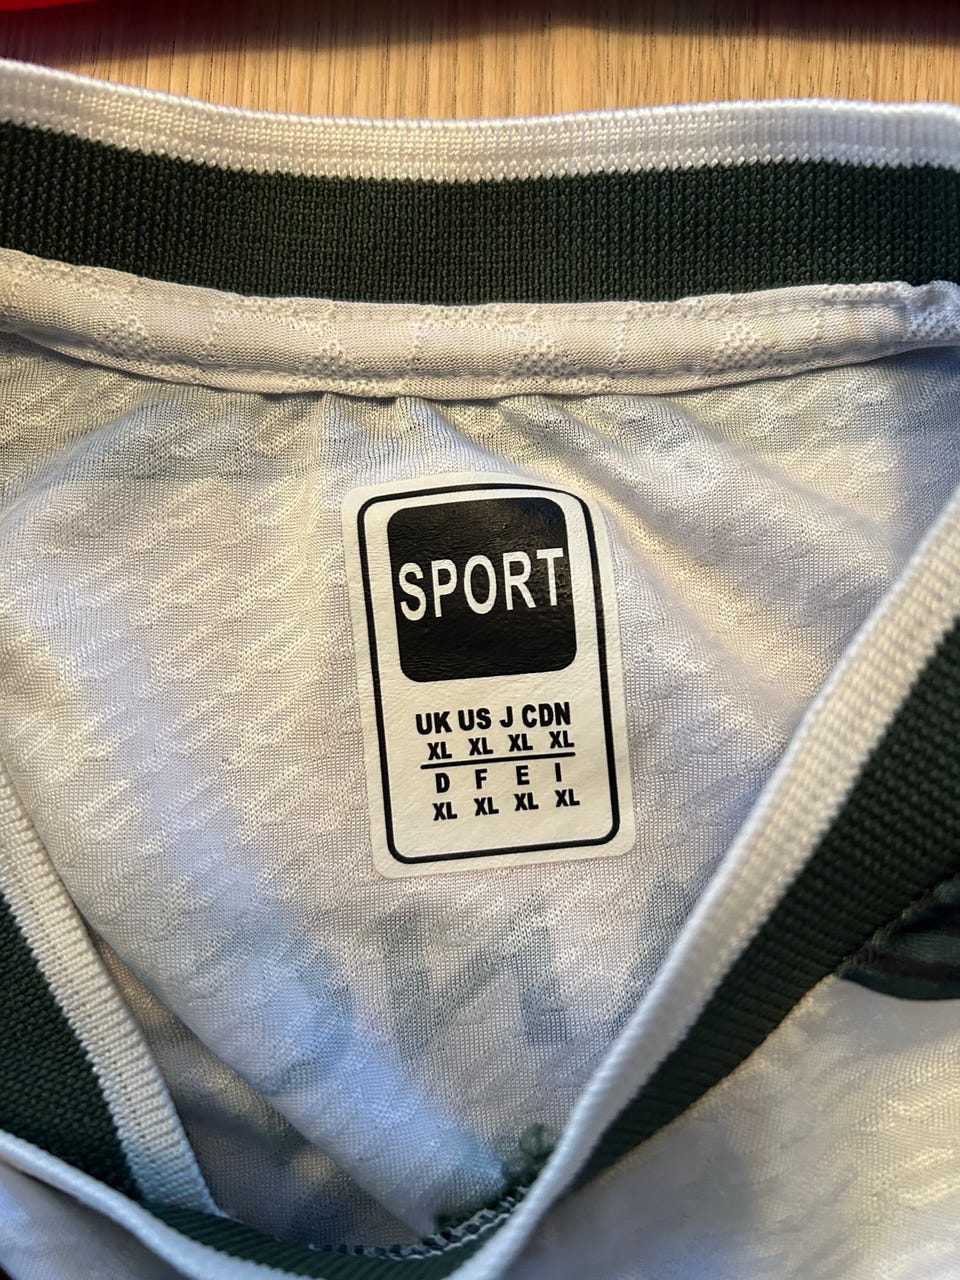 SPORT
UK US J CDN
XL XL XL XL
D F E I
XL XL XL XL